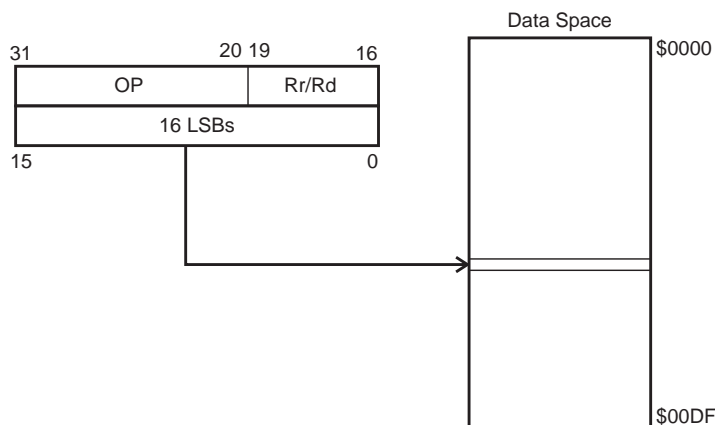 Data Space
$0000
31 20 19 16
OP Rr/Rd
16 LSBs
15 0
$00DF